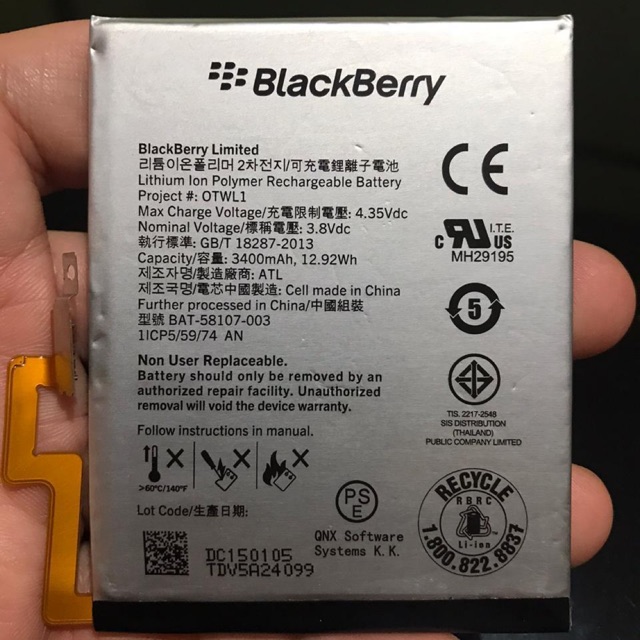 BlackBerry
BlackBerry Limited
리튬이온폴리머 2차전지/可充電鋰離子電池
Lithium Ion Polymer Rechargeable Battery
Project #: OTWL1
Max Charge Voltage/充電限制電壓: 4.35Vdc
Nominal Voltage/標稱電壓: 3.8Vdc
執行標準: GB/T 18287-2013
Capacity/容量: 3400mAh, 12.92Wh
제조자명/製造廠商: ATL
제조국명/電芯中國製造: Cell made in China
Further processed in China/中國組裝
型號 BAT-58107-003
1ICP5/59/74 AN
Non User Replaceable.
Battery should only be removed by an
authorized repair facility. Unauthorized
removal will void the device warranty.
Follow instructions in manual.
>60°C/140°F
Lot Code/生產日期:
DC150105
TDV5A24099
PS
E
QNX Software
Systems K.K.
CE
c RU US
I.T.E.
MH29195
5
TIS. 2217-2548
SIS DISTRIBUTION
(THAILAND)
PUBLIC COMPANY LIMITED
RECYCLE
RBRC
Li-ion
1.800.822.8837